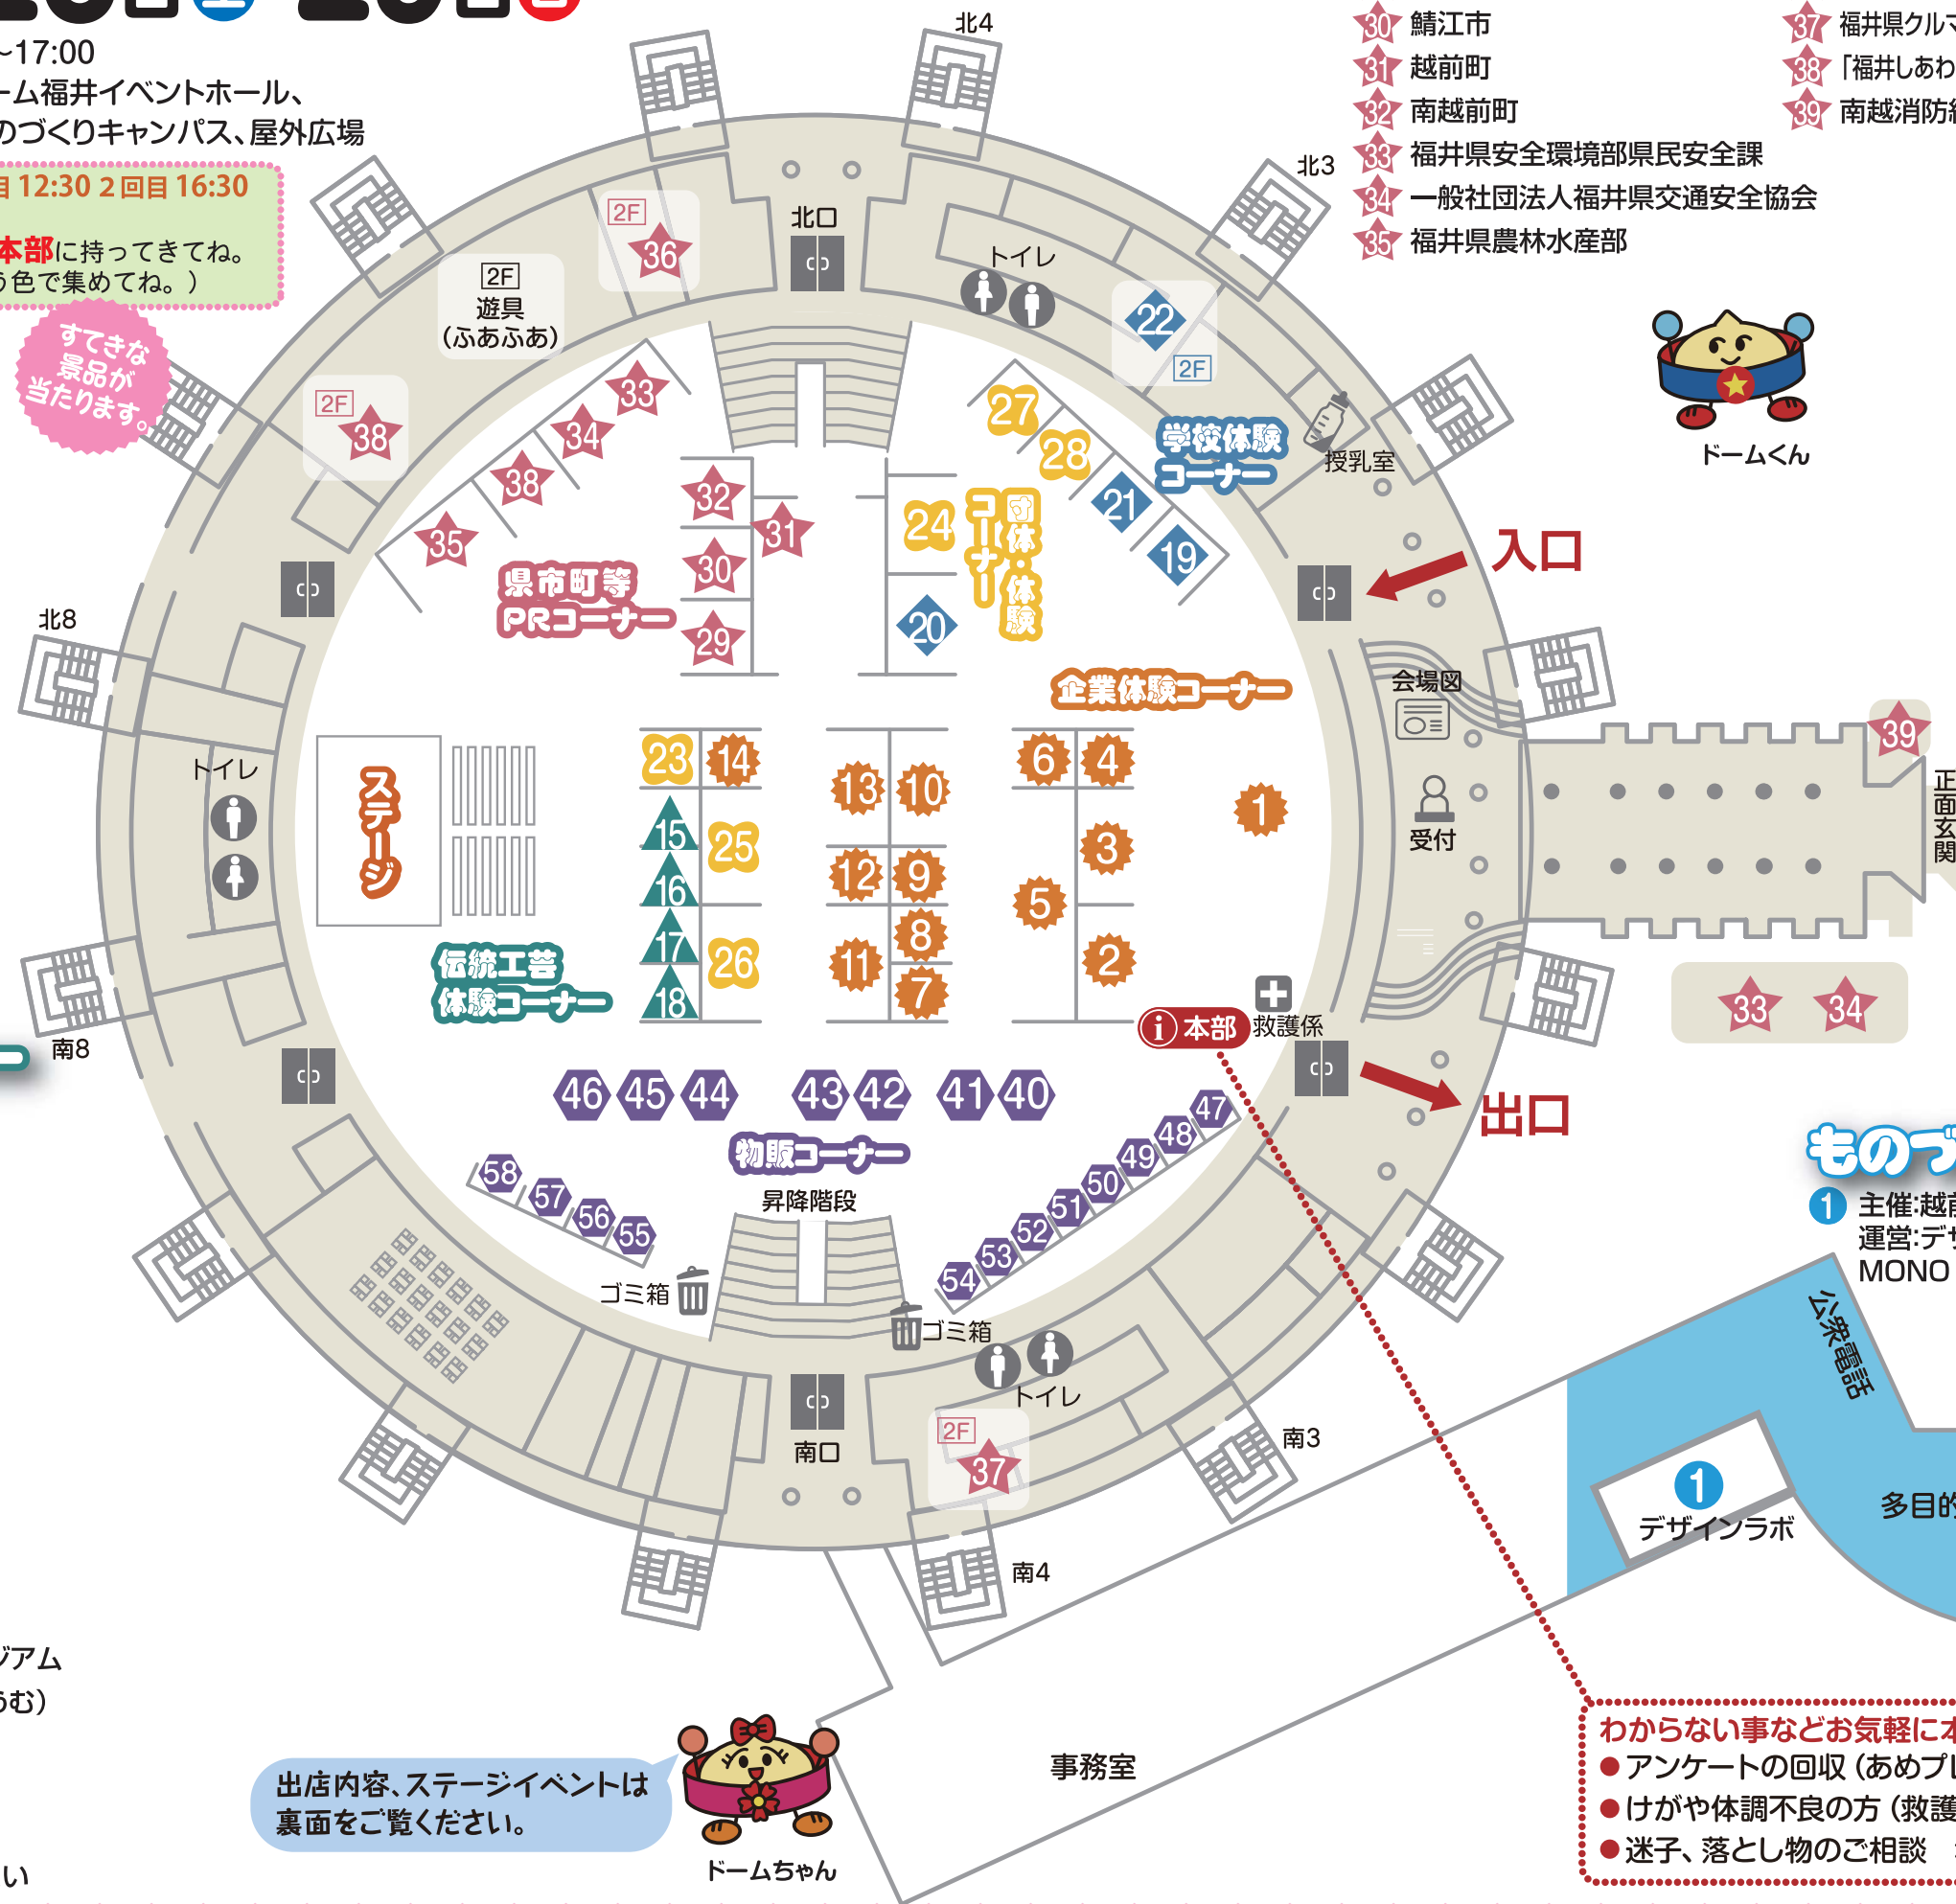 ~17:00
ーム福井イベントホール、
のづくりキャンパス、屋外広場
目 12:30 2回目 16:30
本部に持ってきてね。
う色で集めてね。）
すてきな
景品が
当たります。
30 鯖江市
31 越前町
32 南越前町
33 福井県安全環境部県民安全課
34 一般社団法人福井県交通安全協会
35 福井県農林水産部
37 福井県クルマ
38 「福井しあわ
39 南越消防
ドームくん
北4
北3
北口
トイレ
2F
36
2F
遊具
(ふあふあ)
2F
38
22
2F
33
34
38
35
32
31
30
29
県市町等
PRコーナー
27
28
21
19
24
20
団体・体験
コーナー
学校体験
コーナー
授乳室
入口
企業体験コーナー
会場図
受付
39
正面玄関
33
34
北8
トイレ
南8
ステージ
23
14
15
25
16
17
26
18
13
10
12
9
8
11
7
6
4
3
5
2
1
伝統工芸
体験コーナー
i 本部
救護係
出口
46
45
44
43
42
41
40
物販コーナー
昇降階段
47
48
49
50
51
52
53
54
58
57
56
55
ゴミ箱
ゴミ箱
トイレ
南口
2F
37
南3
南4
ものづ
1 主催:越前
運営:デザ
MONO
公衆電話
1
デザインラボ
多目的
事務室
ジアム
うむ）
い
出店内容、ステージイベントは
裏面をご覧ください。
ドームちゃん
わからない事などお気軽に本
●アンケートの回収（あめプレ
●けがや体調不良の方（救護
●迷子、落とし物のご相談